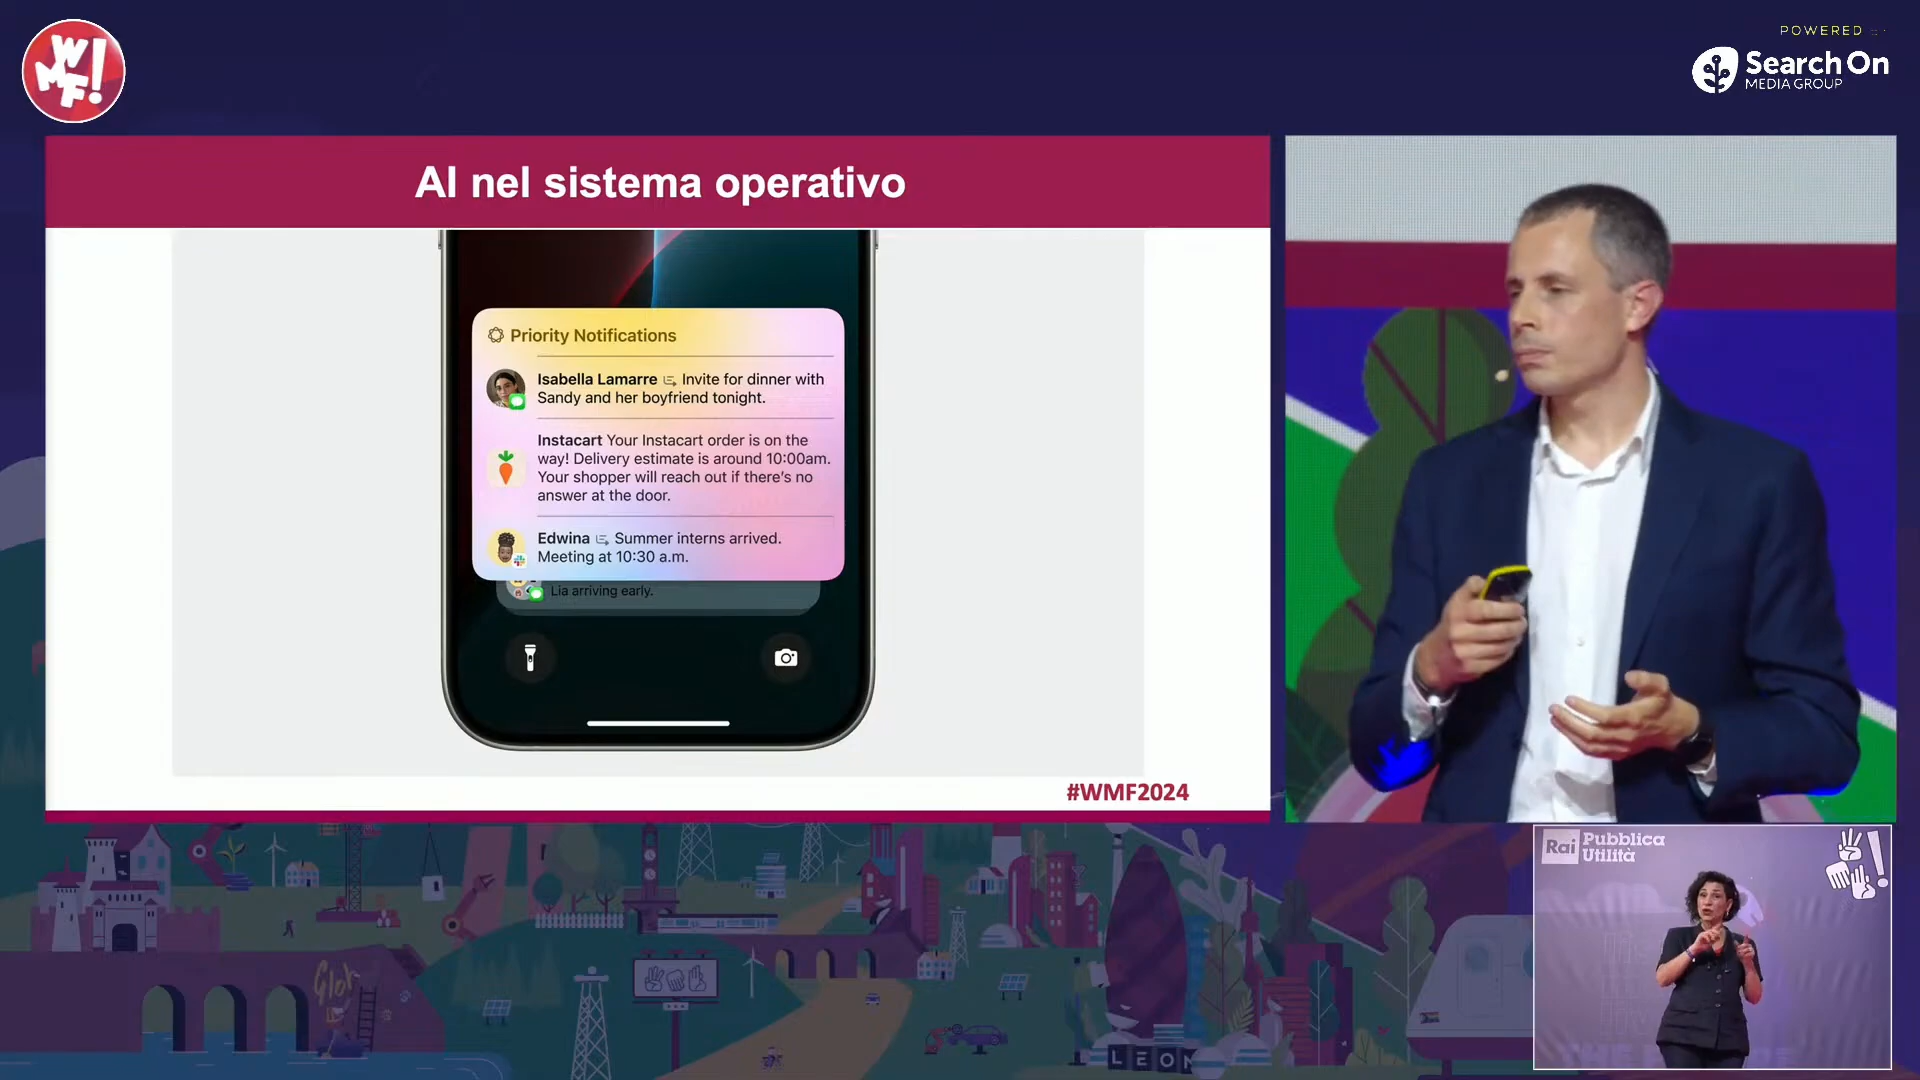 WMF!
POWERED
Search On
MEDIA GROUP
AI nel sistema operativo
Priority Notifications
Isabella Lamarre Invite for dinner with
Sandy and her boyfriend tonight.
Instacart Your Instacart order is on the
way! Delivery estimate is around 10:00am.
Your shopper will reach out if there's no
answer at the door.
Edwina Summer interns arrived.
Meeting at 10:30 a.m.
Lia arriving early.
#WMF2024
Rai Pubblica
Utilità
LEON